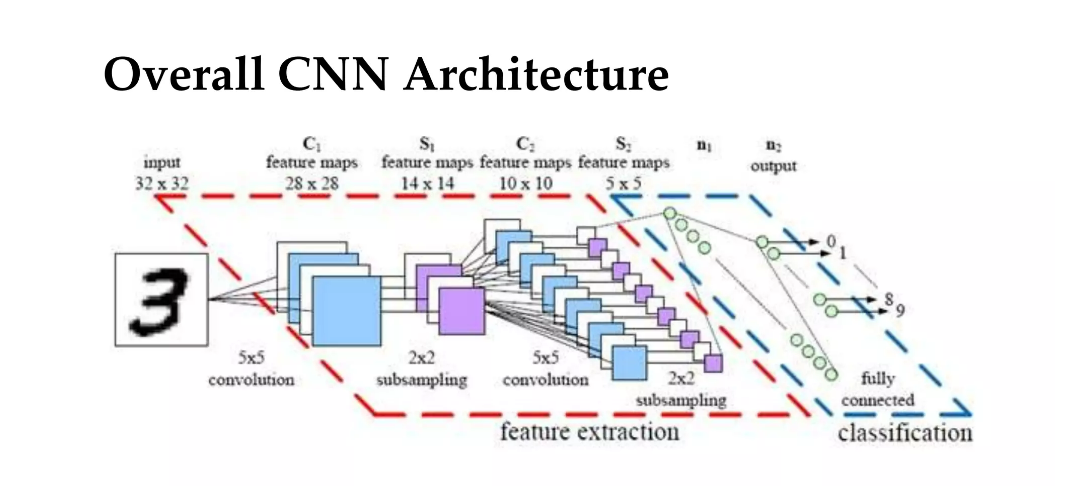 Overall CNN Architecture
C₁ S₁ C₂ S₂ n₁ n₂
input feature maps feature maps feature maps feature maps output
32 x 32 28 x 28 14 x 14 10 x 10 5 x 5
3
0
1
8
9
5x5 2x2 5x5 2x2 fully
convolution subsampling convolution subsampling connected
feature extraction classification